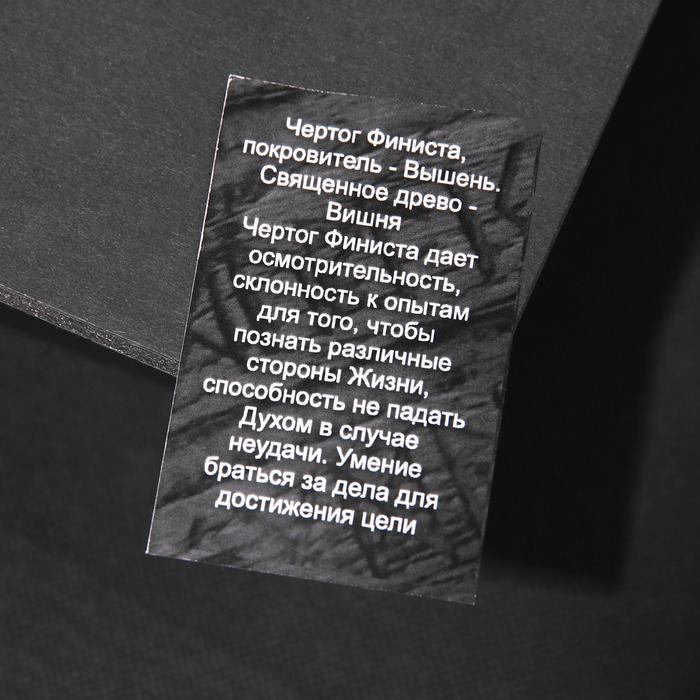 Чертог Финиста,
покровитель - Вышень.
Священное древо -
Вишня
Чертог Финиста дает
осмотрительность,
склонность к опытам
для того, чтобы
познать различные
стороны Жизни,
способность не падать
Духом в случае
неудачи. Умение
браться за дела для
достижения цели